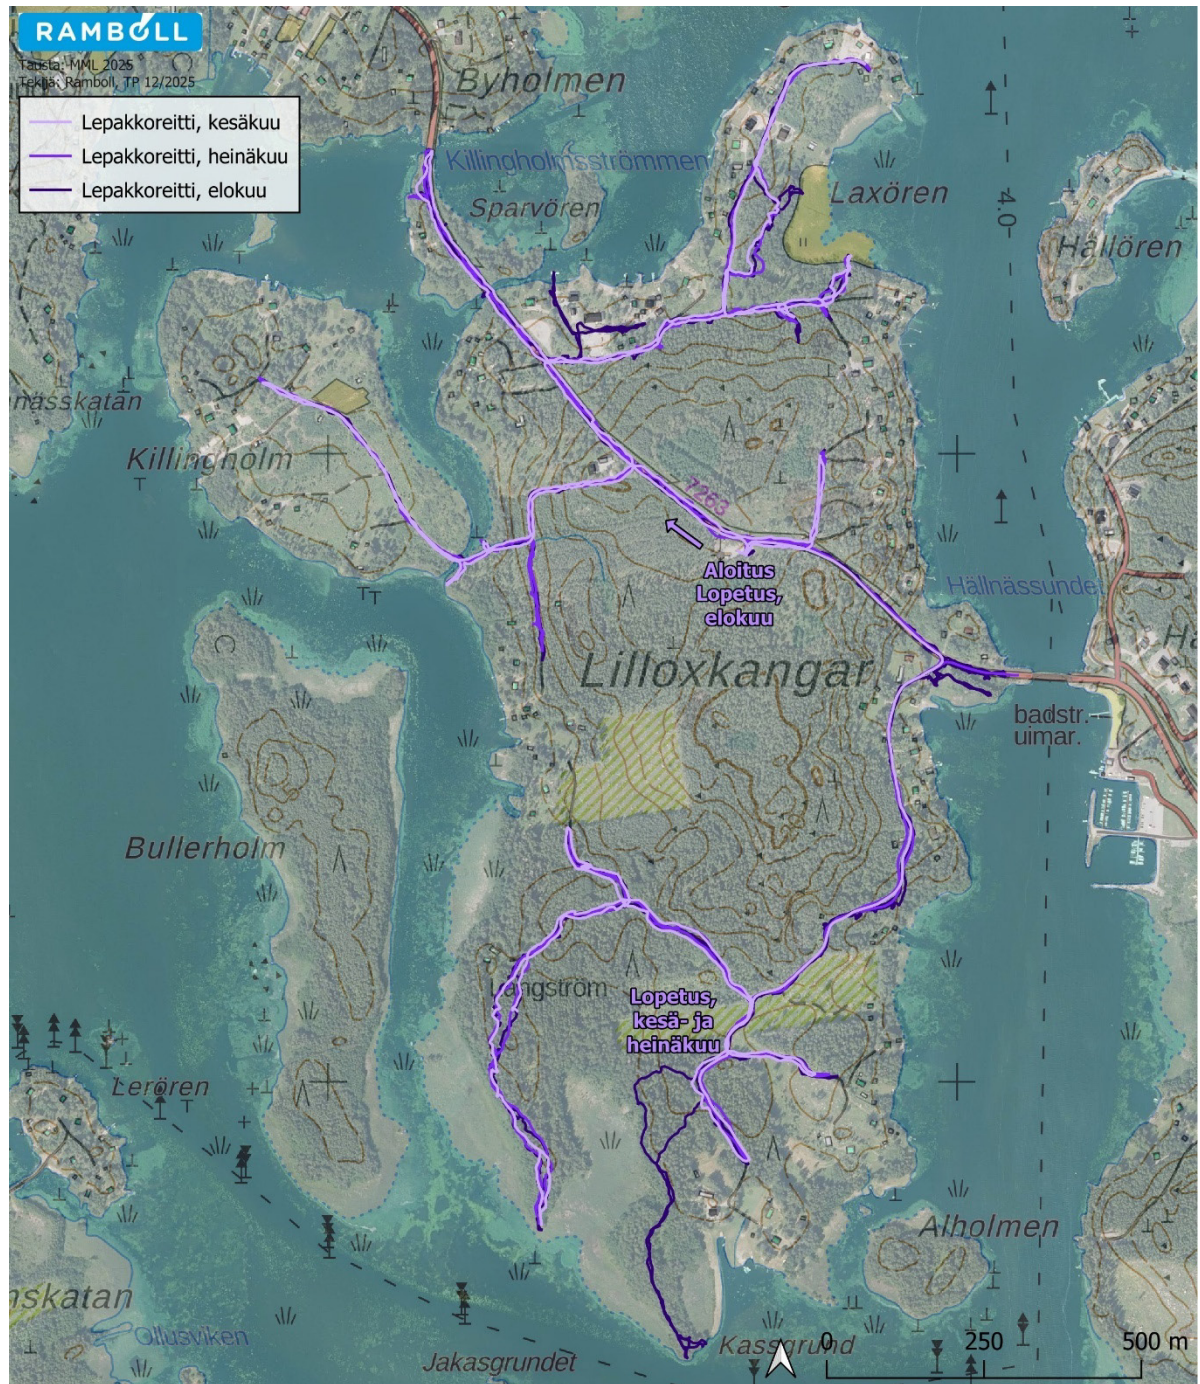 RAMBOLL
Tausta: MML 2025
Tekijä: Ramboll, TP 12/2025
Lepakkoreitti, kesäkuu
Lepakkoreitti, heinäkuu
Lepakkoreitti, elokuu
Byholmen
Killingholmsströmmen
Sparvören
Laxören
4.0
Hällören
nässkatan
Killingholm
7263
Aloitus
Lopetus,
elokuu
Hällnässundet
Lillöxkangar
badstr.
uimar.
Bullerholm
Långström
Lopetus,
kesä- ja
heinäkuu
Lerören
Alholmen
nskatan
Ollusviken
Jakasgrundet
Kassgrund
0 250 500 m